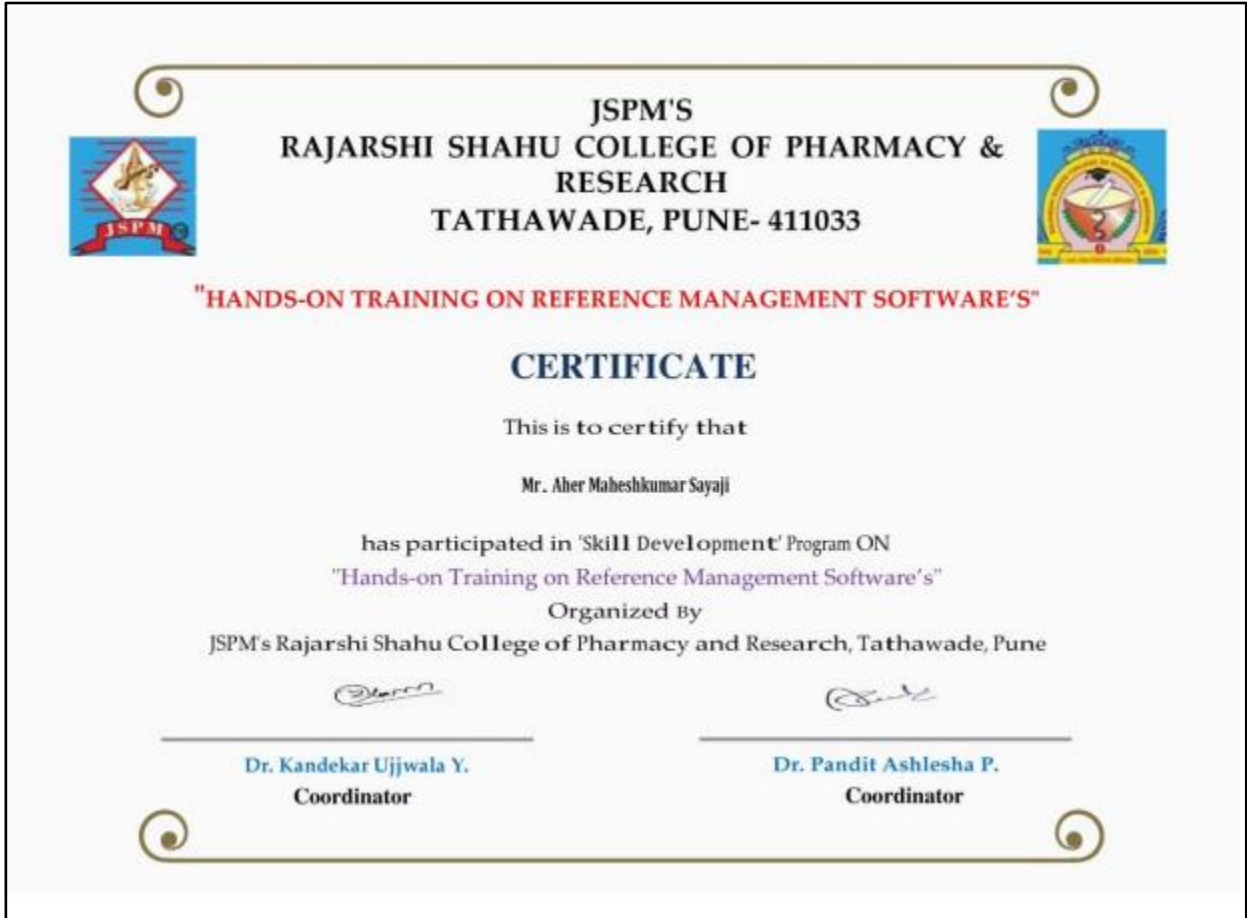 JSPM'S
RAJARSHI SHAHU COLLEGE OF PHARMACY &
RESEARCH
TATHAWADE, PUNE- 411033
JSPM
"HANDS-ON TRAINING ON REFERENCE MANAGEMENT SOFTWARE’S"
CERTIFICATE
This is to certify that
Mr. Aher Maheshkumar Sayaji
has participated in 'Skill Development' Program ON
"Hands-on Training on Reference Management Software’s"
Organized By
JSPM's Rajarshi Shahu College of Pharmacy and Research, Tathawade, Pune
Dr. Kandekar Ujjwala Y.
Coordinator
Dr. Pandit Ashlesha P.
Coordinator